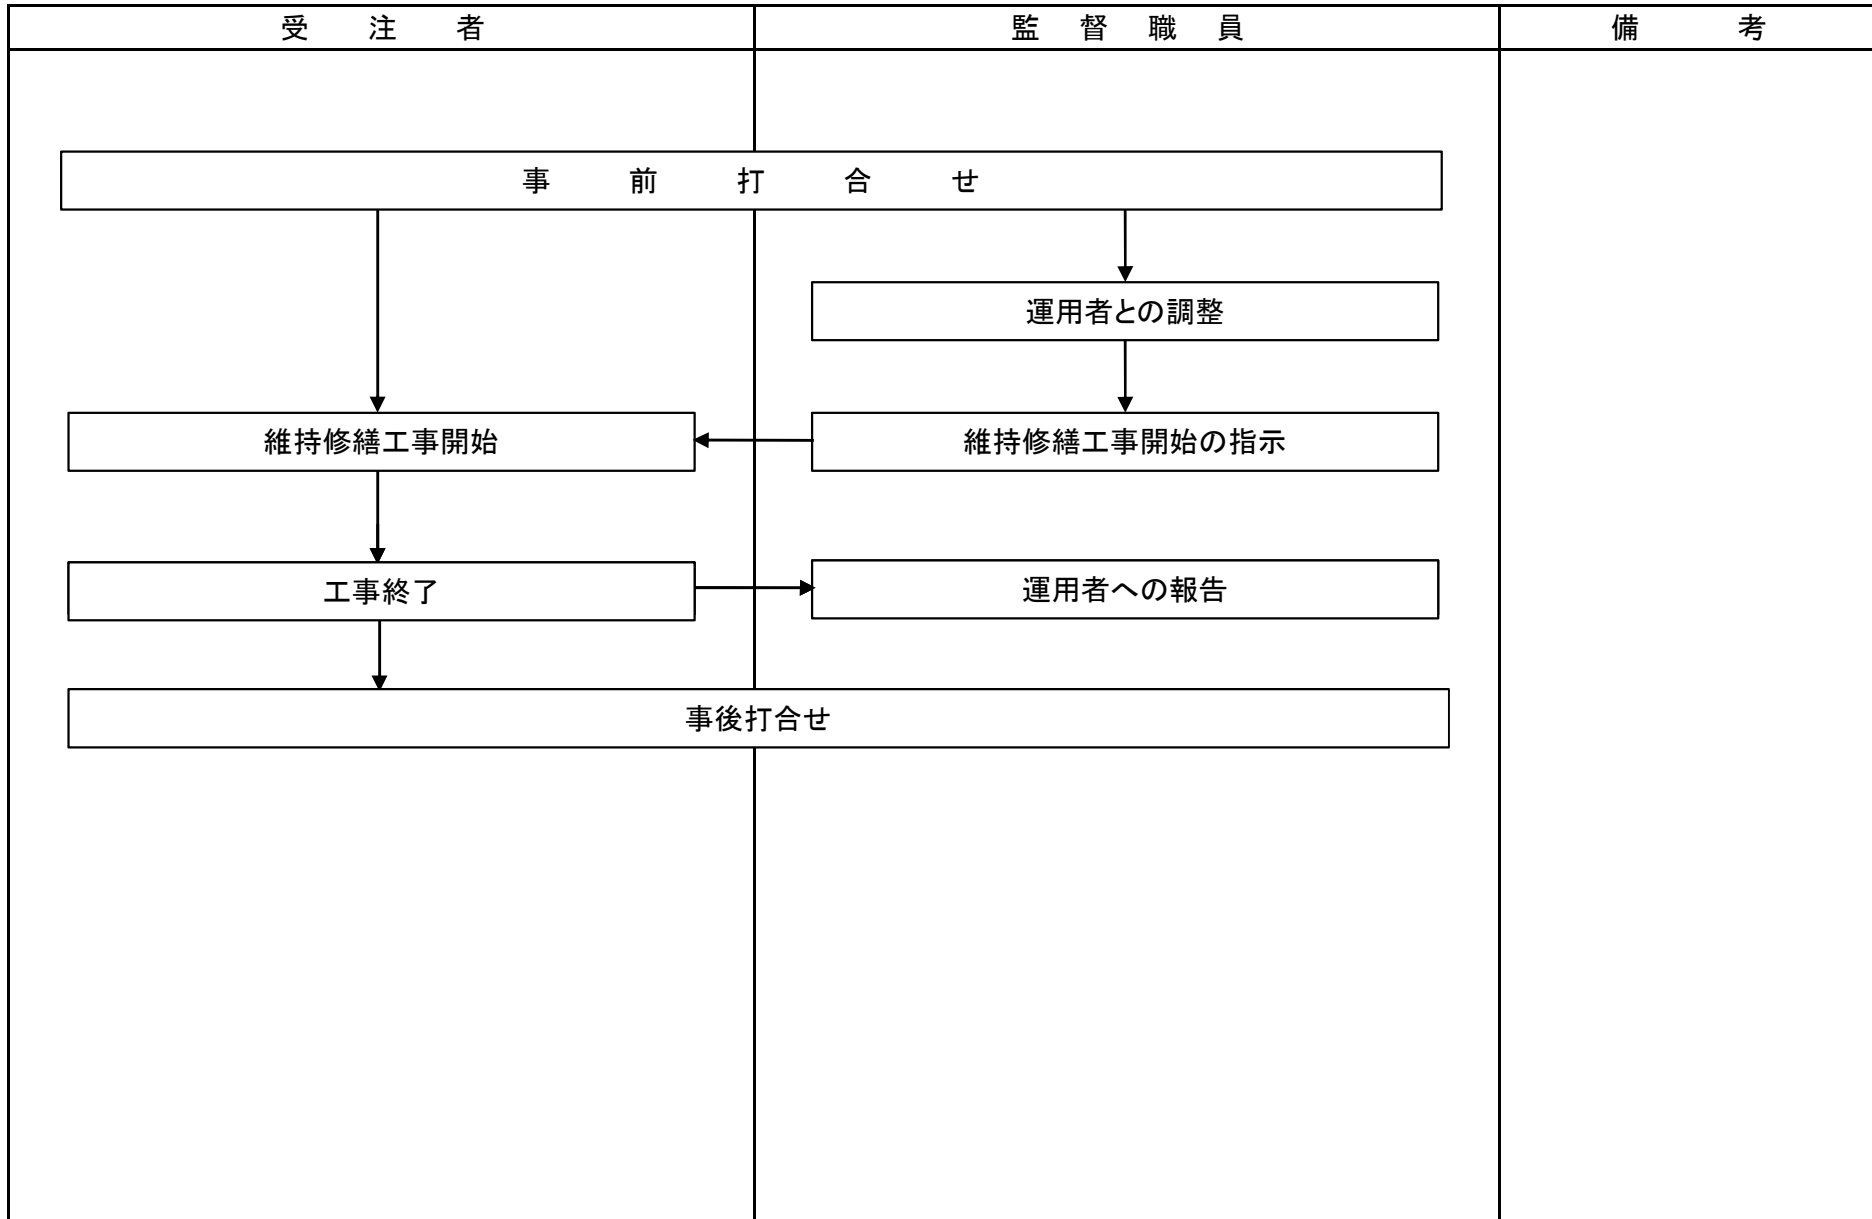 受注者
監督職員
備考
事前打合せ
運用者との調整
維持修繕工事開始
維持修繕工事開始の指示
工事終了
運用者への報告
事後打合せ